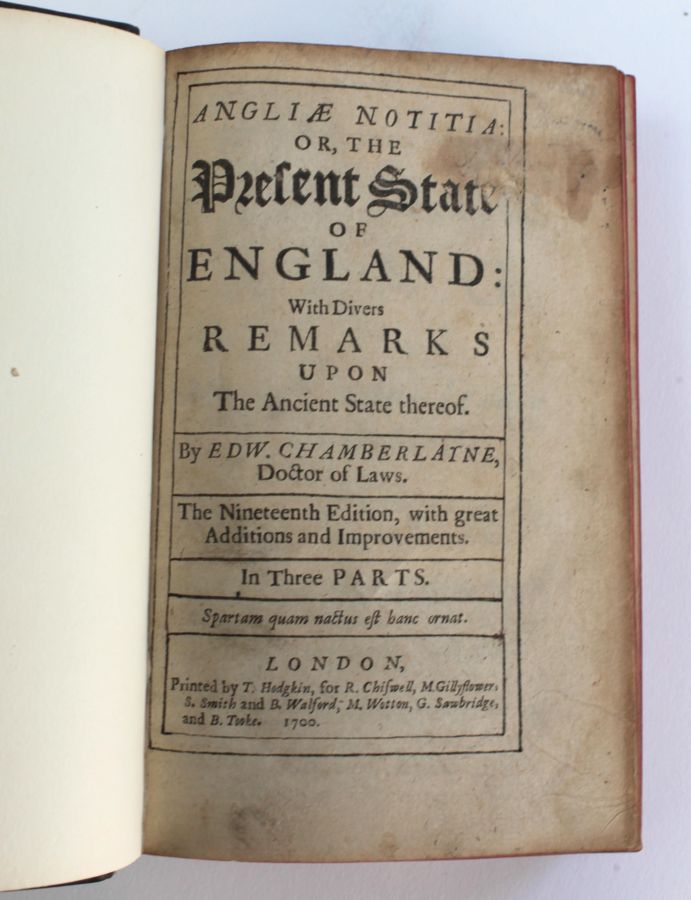 ANGLIÆ NOTITIA:
OR, THE
Preſent State
OF
ENGLAND:
With Divers
REMARKS
UPON
The Ancient State thereof.
By EDW. CHAMBERLAYNE,
Doctor of Laws.
The Nineteenth Edition, with great
Additions and Improvements.
In Three PARTS.
Spartam quam nactus eſt hanc ornat.
LONDON,
Printed by T. Hodgkin, for R. Chiſwell, M. Gillyflower,
S. Smith and B. Walford, M. Wotton, G. Sawbridge,
and B. Tooke. 1700.